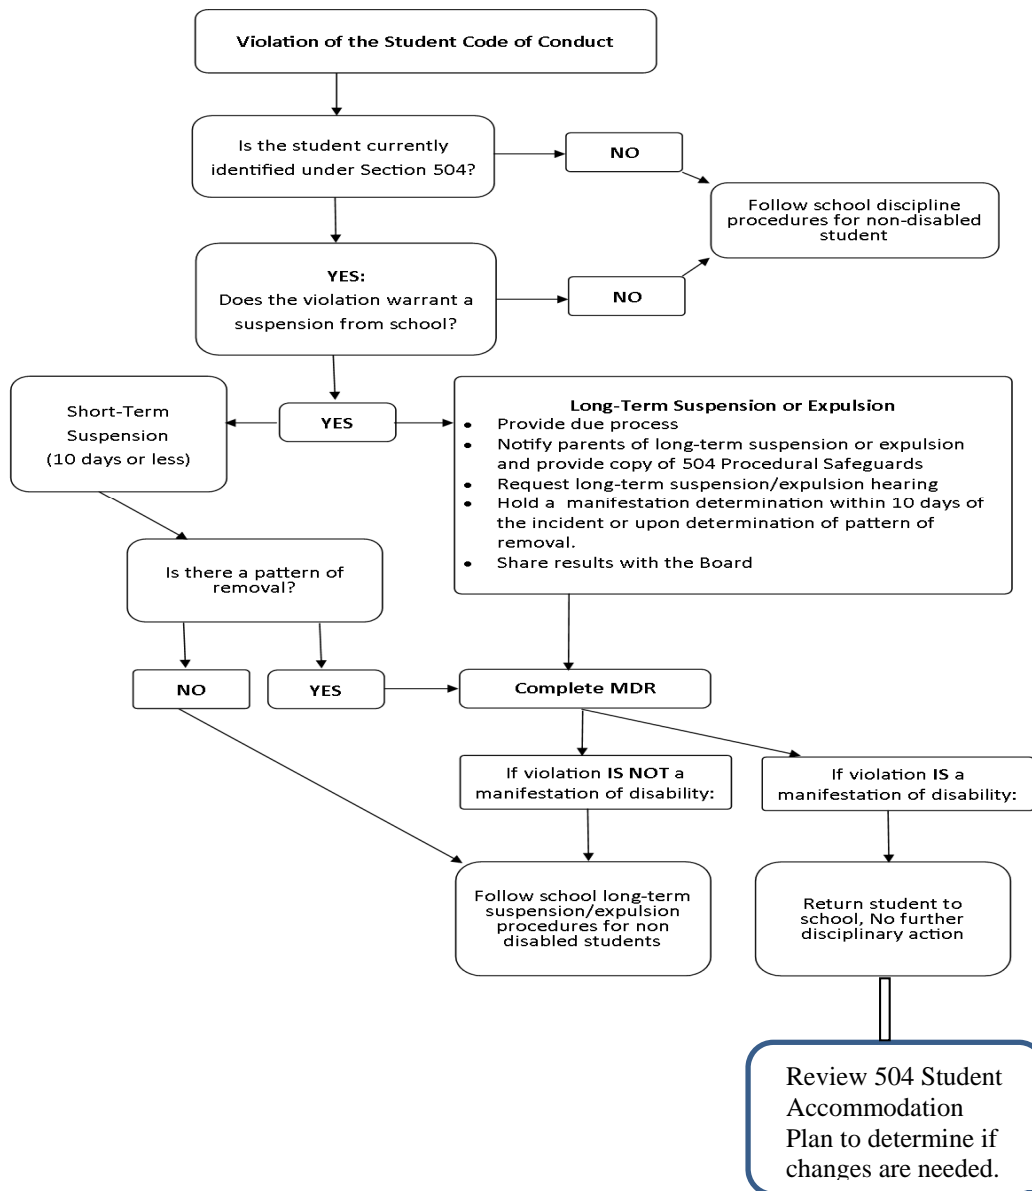 Violation of the Student Code of Conduct
Is the student currently
identified under Section 504?
NO
Follow school discipline
procedures for non-disabled
student
YES:
Does the violation warrant a
suspension from school?
NO
Short-Term
Suspension
(10 days or less)
YES
Long-Term Suspension or Expulsion
• Provide due process
• Notify parents of long-term suspension or expulsion
and provide copy of 504 Procedural Safeguards
• Request long-term suspension/expulsion hearing
• Hold a manifestation determination within 10 days of
the incident or upon determination of pattern of
removal.
• Share results with the Board
Is there a pattern of
removal?
NO
YES
Complete MDR
If violation IS NOT a
manifestation of disability:
If violation IS a
manifestation of disability:
Follow school long-term
suspension/expulsion
procedures for non
disabled students
Return student to
school, No further
disciplinary action
Review 504 Student
Accommodation
Plan to determine if
changes are needed.